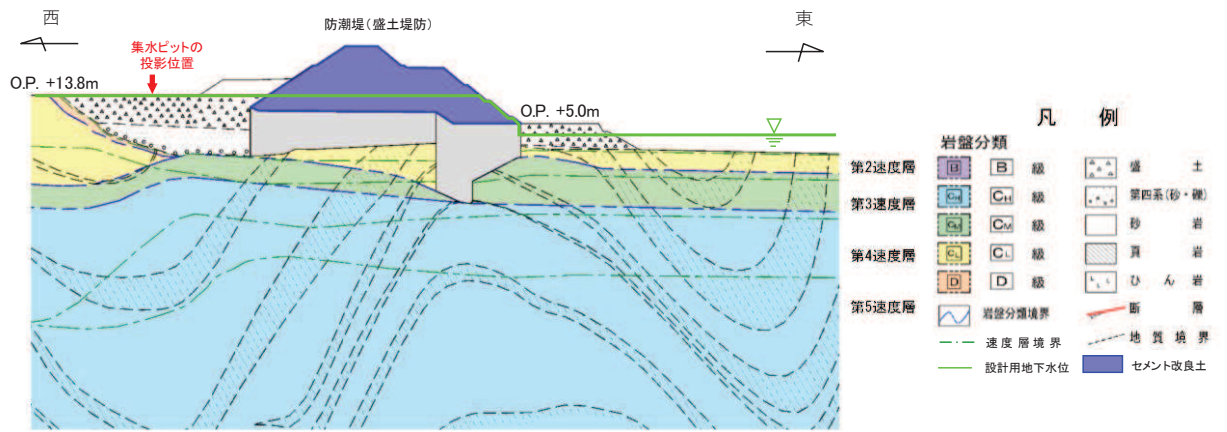 西
東
防潮堤(盛土堤防)
集水ピットの
投影位置
O.P. +13.8m
O.P. +5.0m
第2速度層
第3速度層
第4速度層
第5速度層
凡 例
岩盤分類
B B 級
CH CH 級
CM CM 級
CL CL 級
D D 級
岩盤分類境界
速度層境界
設計用地下水位
盛 土
第四系(砂・礫)
砂 岩
頁 岩
ひん岩
断 層
地質境界
セメント改良土